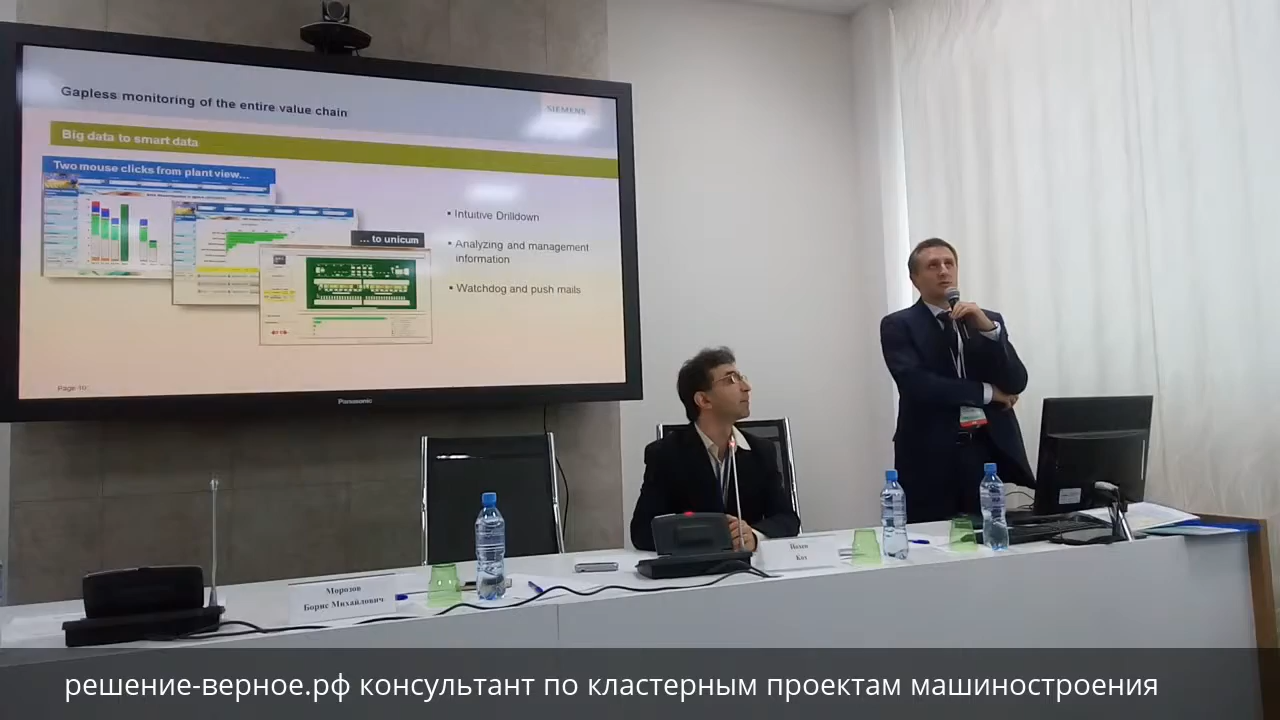 Gapless monitoring of the entire value chain
SIEMENS
Big data to smart data
Two mouse clicks from plant view...
... to unicum
▪ Intuitive Drilldown
▪ Analyzing and management
information
▪ Watchdog and push mails
Page 10
Panasonic
Морозов
Борис Михайлович
Кох
решение-верное.рф консультант по кластерным проектам машиностроения